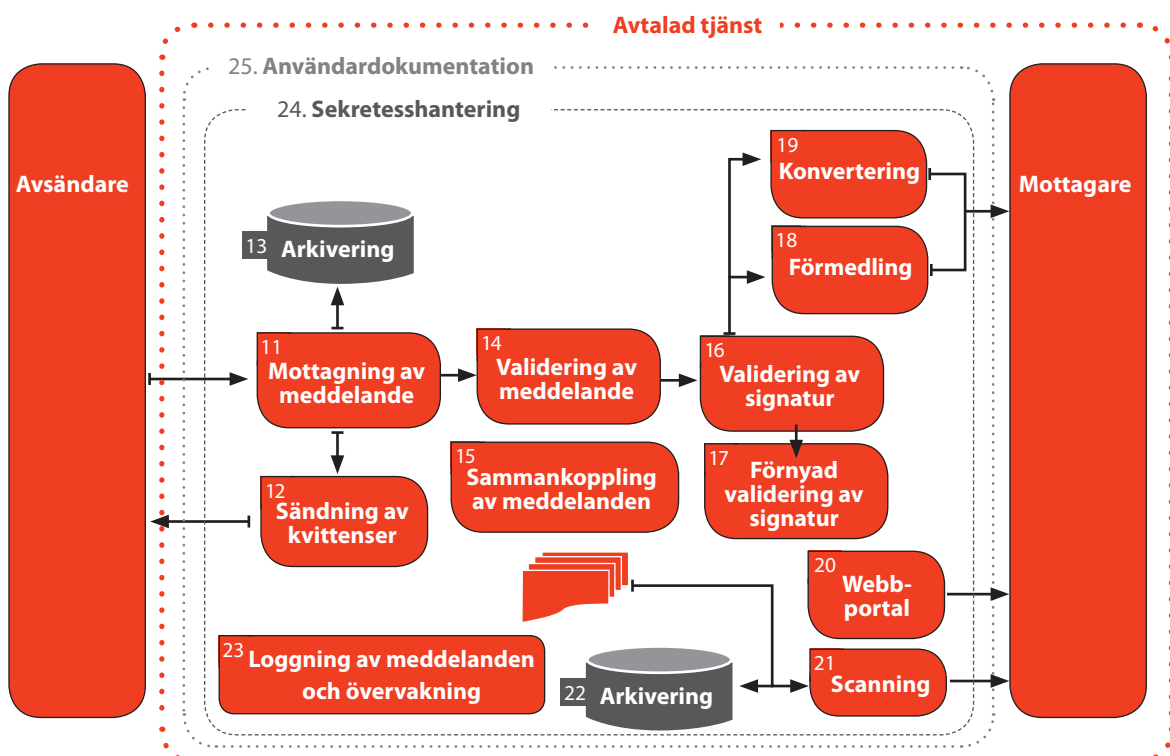 Avtalad tjänst
25. Användardokumentation
24. Sekretesshantering
Avsändare
Mottagare
19
Konvertering
18
Förmedling
13 Arkivering
11
Mottagning av
meddelande
14
Validering av
meddelande
16
Validering av
signatur
15
Sammankoppling
av meddelanden
17
Förnyad
validering av
signatur
12
Sändning av
kvittenser
20
Webb-
portal
23 Loggning av meddelanden
och övervakning
22 Arkivering
21
Scanning